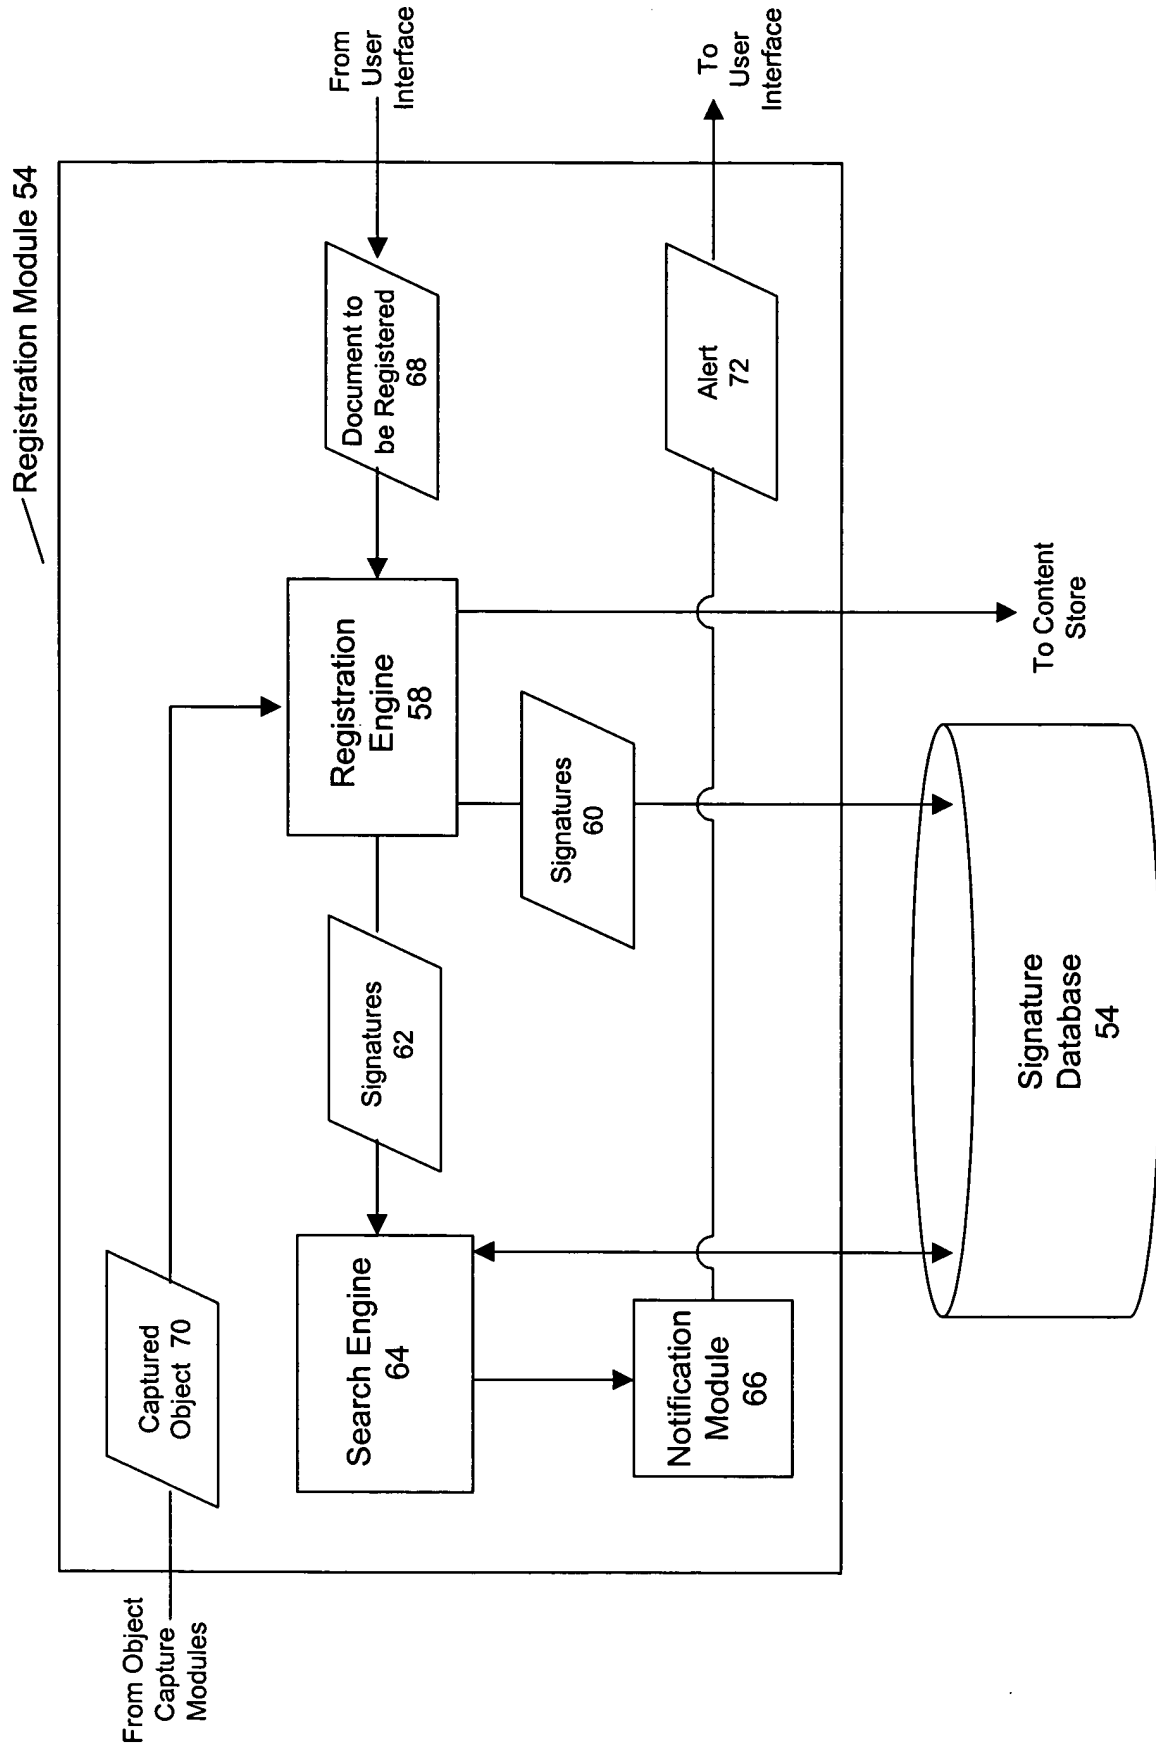 Registration Module 54
From Object
Capture
Modules
Captured
Object 70
From
User
Interface
Search Engine
64
Signatures
62
Registration
Engine
58
Document to
be Registered
68
Signatures
60
Notification
Module
66
Alert
72
To
User
Interface
To Content
Store
Signature
Database
54